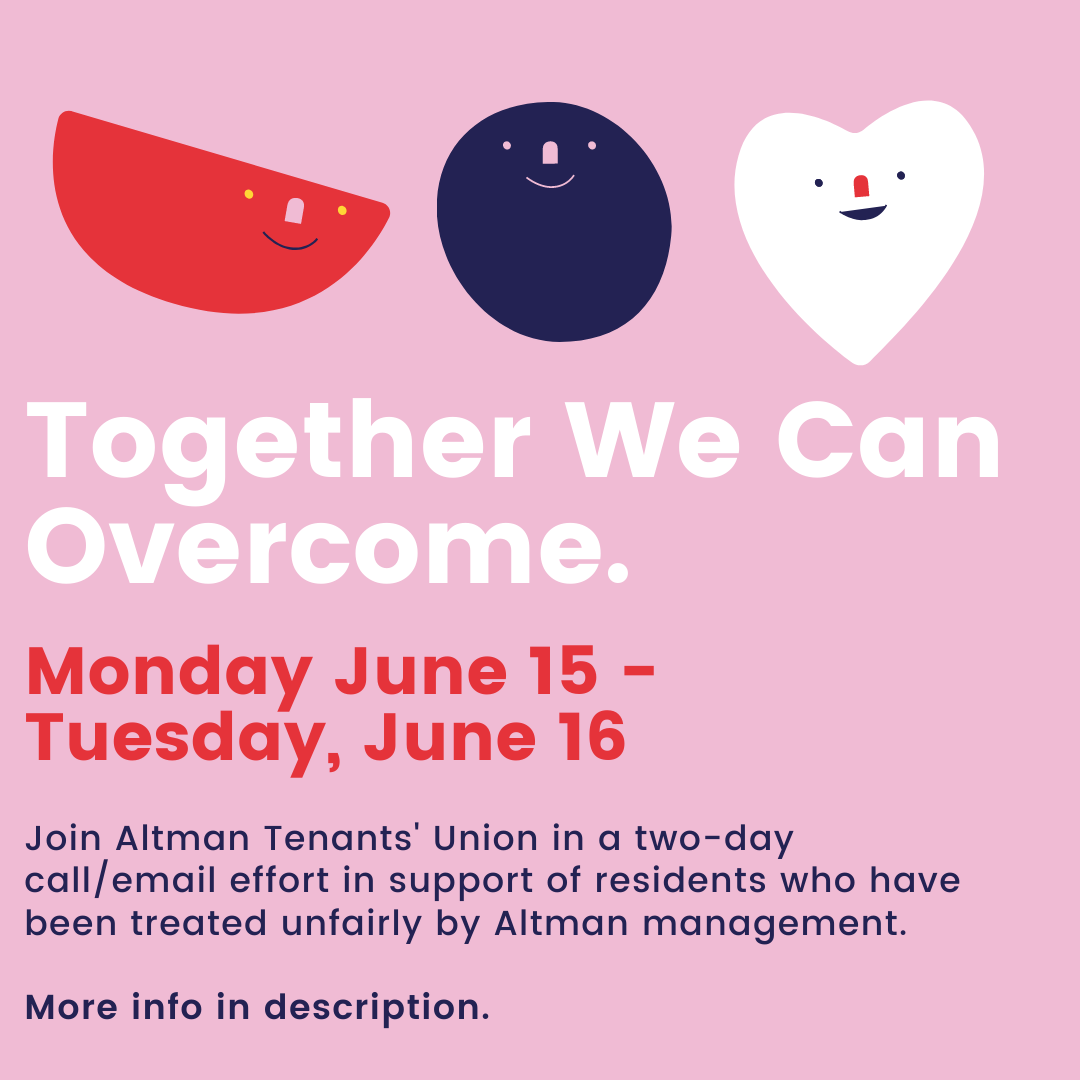 Together We Can
Overcome.
Monday June 15 -
Tuesday, June 16
Join Altman Tenants' Union in a two-day
call/email effort in support of residents who have
been treated unfairly by Altman management.
More info in description.